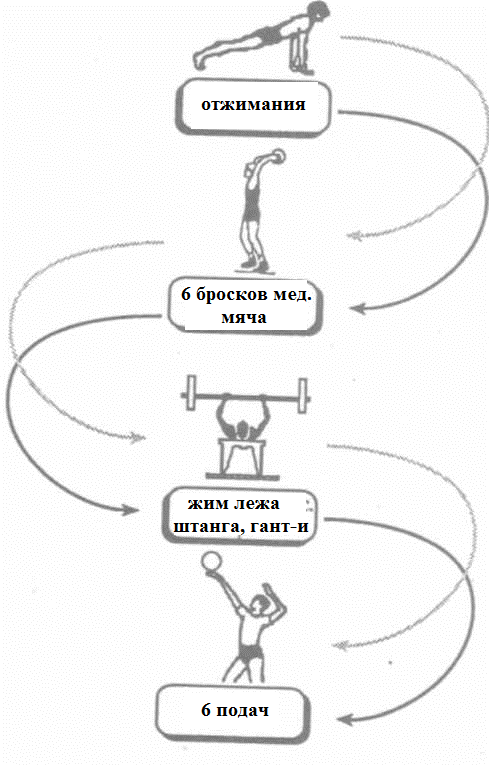 отжимания
6 бросков мед.
мяча
жим лежа
штанга, гант-и
6 подач